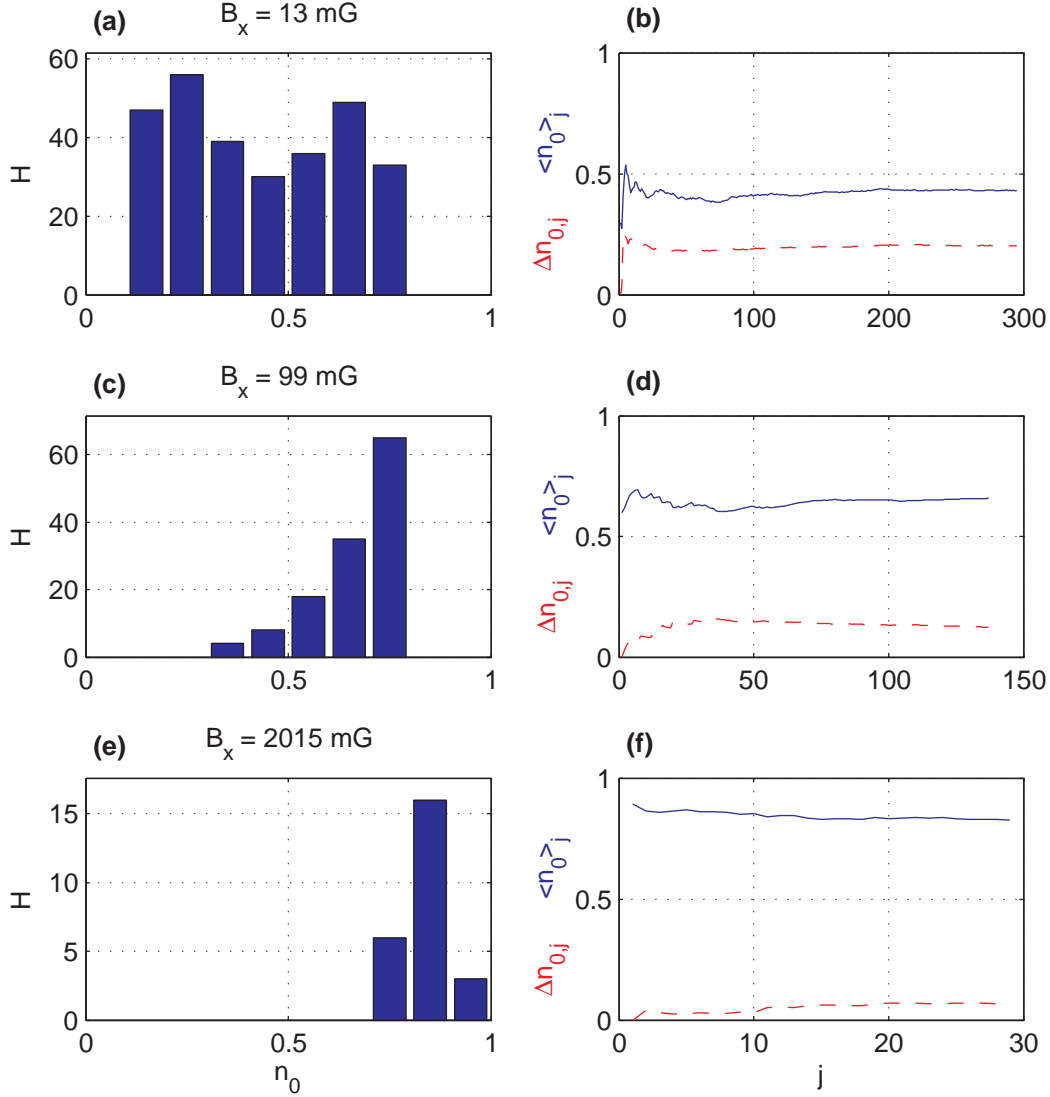 (a) B_x = 13 mG
60
40
20
0
H
0 0.5 1
(b)
1
0.5
0
<n_0>_j
Δn_0,j
0 100 200 300
(c) B_x = 99 mG
60
40
20
0
H
0 0.5 1
(d)
1
0.5
0
<n_0>_j
Δn_0,j
0 50 100 150
(e) B_x = 2015 mG
15
10
5
0
H
0 0.5 1
n_0
(f)
1
0.5
0
<n_0>_j
Δn_0,j
0 10 20 30
j